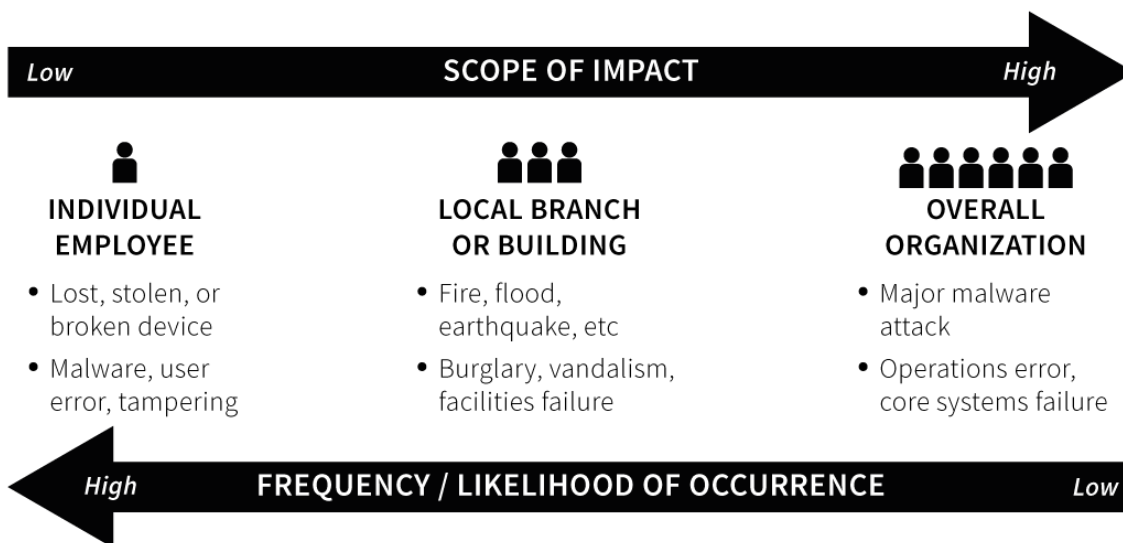 Low SCOPE OF IMPACT High
INDIVIDUAL
EMPLOYEE
• Lost, stolen, or
broken device
• Malware, user
error, tampering
LOCAL BRANCH
OR BUILDING
• Fire, flood,
earthquake, etc
• Burglary, vandalism,
facilities failure
OVERALL
ORGANIZATION
• Major malware
attack
• Operations error,
core systems failure
High FREQUENCY / LIKELIHOOD OF OCCURRENCE Low